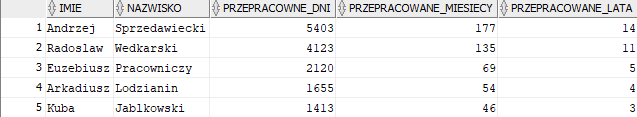 IMIE NAZWISKO PRZEPRACOWNE_DNI PRZEPRACOWANE_MIESIECY PRZEPRACOWANE_LATA
1 Andrzej Sprzedawiecki 5403 177 14
2 Radoslaw Wedkarski 4123 135 11
3 Euzebiusz Pracowniczy 2120 69 5
4 Arkadiusz Lodzianin 1655 54 4
5 Kuba Jablkowski 1413 46 3